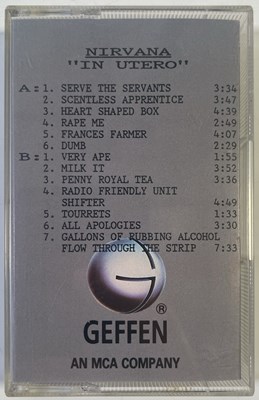 NIRVANA
"IN UTERO"
A:1. SERVE THE SERVANTS 3:34
2. SCENTLESS APPRENTICE 3:47
3. HEART SHAPED BOX 4:39
4. RAPE ME 2:49
5. FRANCES FARMER 4:07
6. DUMB 2:29
B:1. VERY APE 1:55
2. MILK IT 3:52
3. PENNY ROYAL TEA 3:36
4. RADIO FRIENDLY UNIT
SHIFTER 4:49
5. TOURRETS 1:33
6. ALL APOLOGIES 3:30
7. GALLONS OF RUBBING ALCOHOL
FLOW THROUGH THE STRIP 7:33
G
®
GEFFEN
AN MCA COMPANY